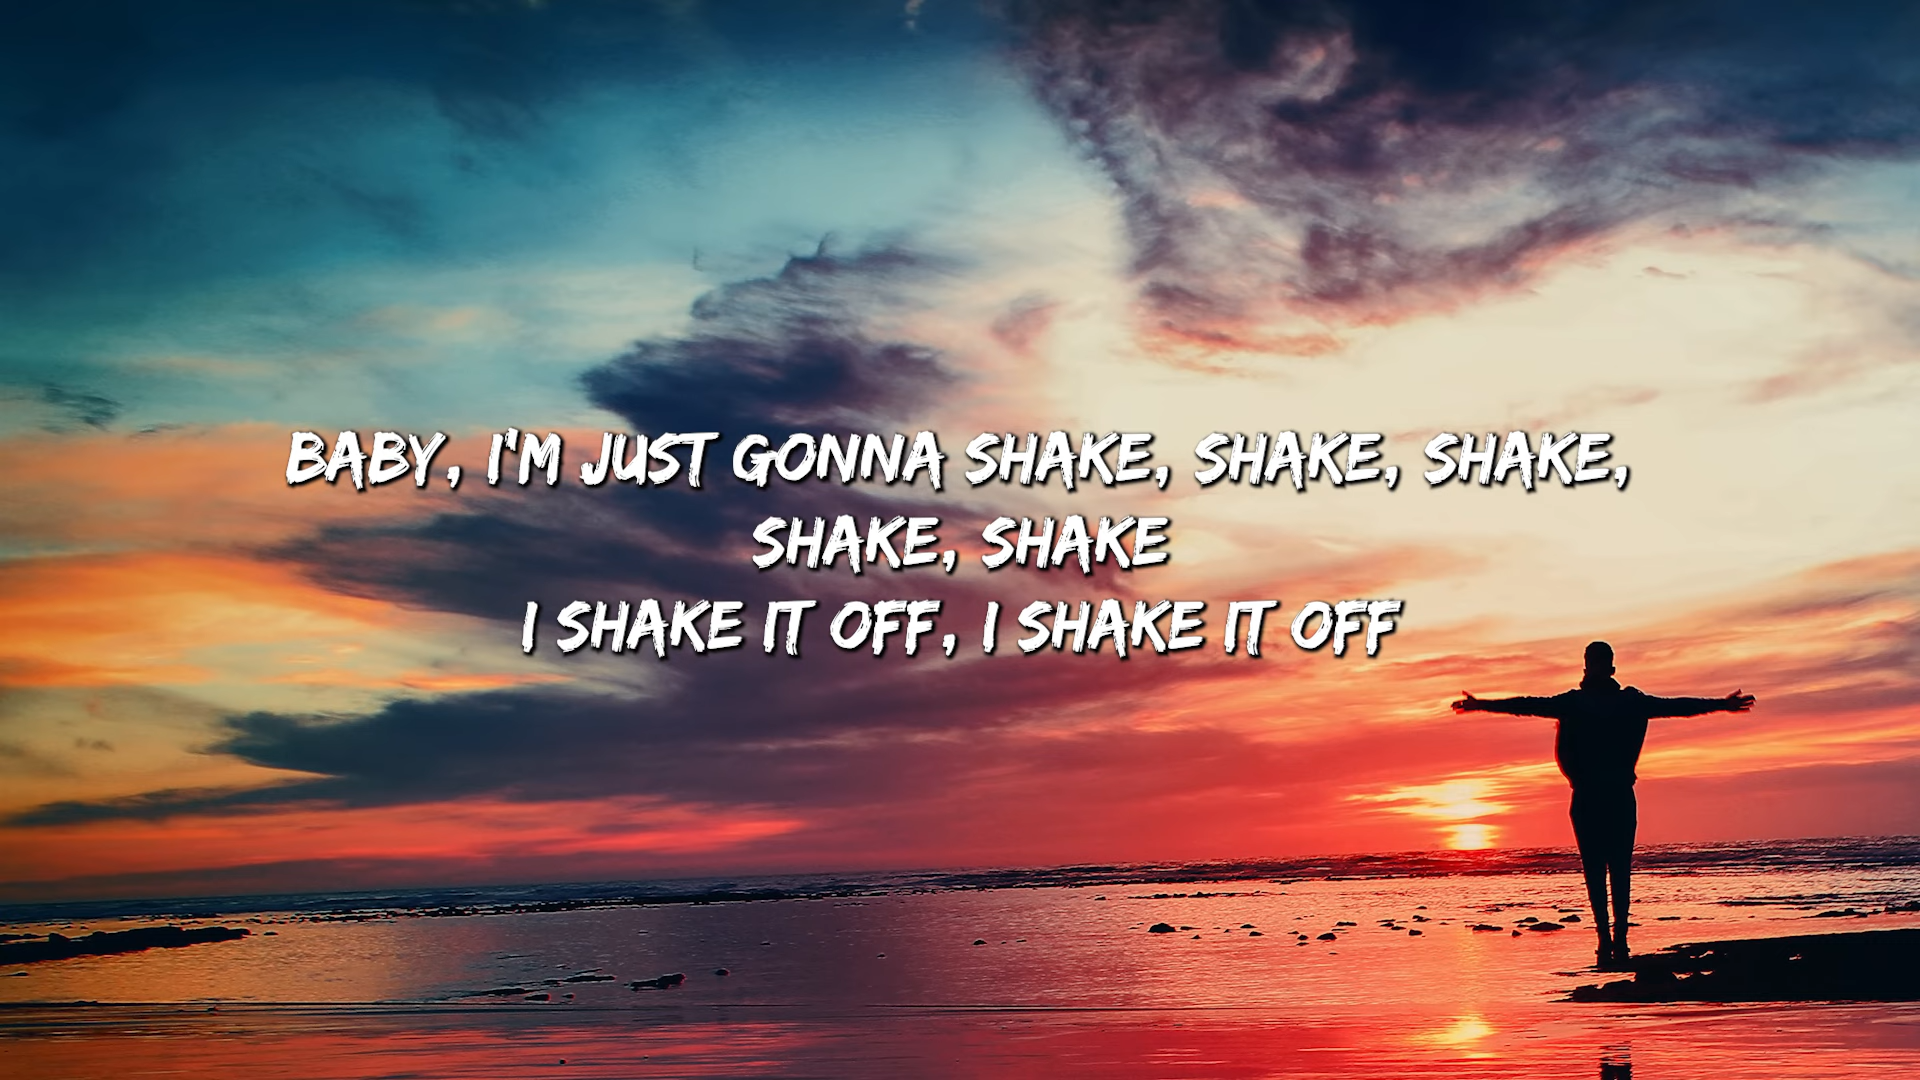 BABY, I'M JUST GONNA SHAKE, SHAKE, SHAKE,
SHAKE, SHAKE
I SHAKE IT OFF, I SHAKE IT OFF